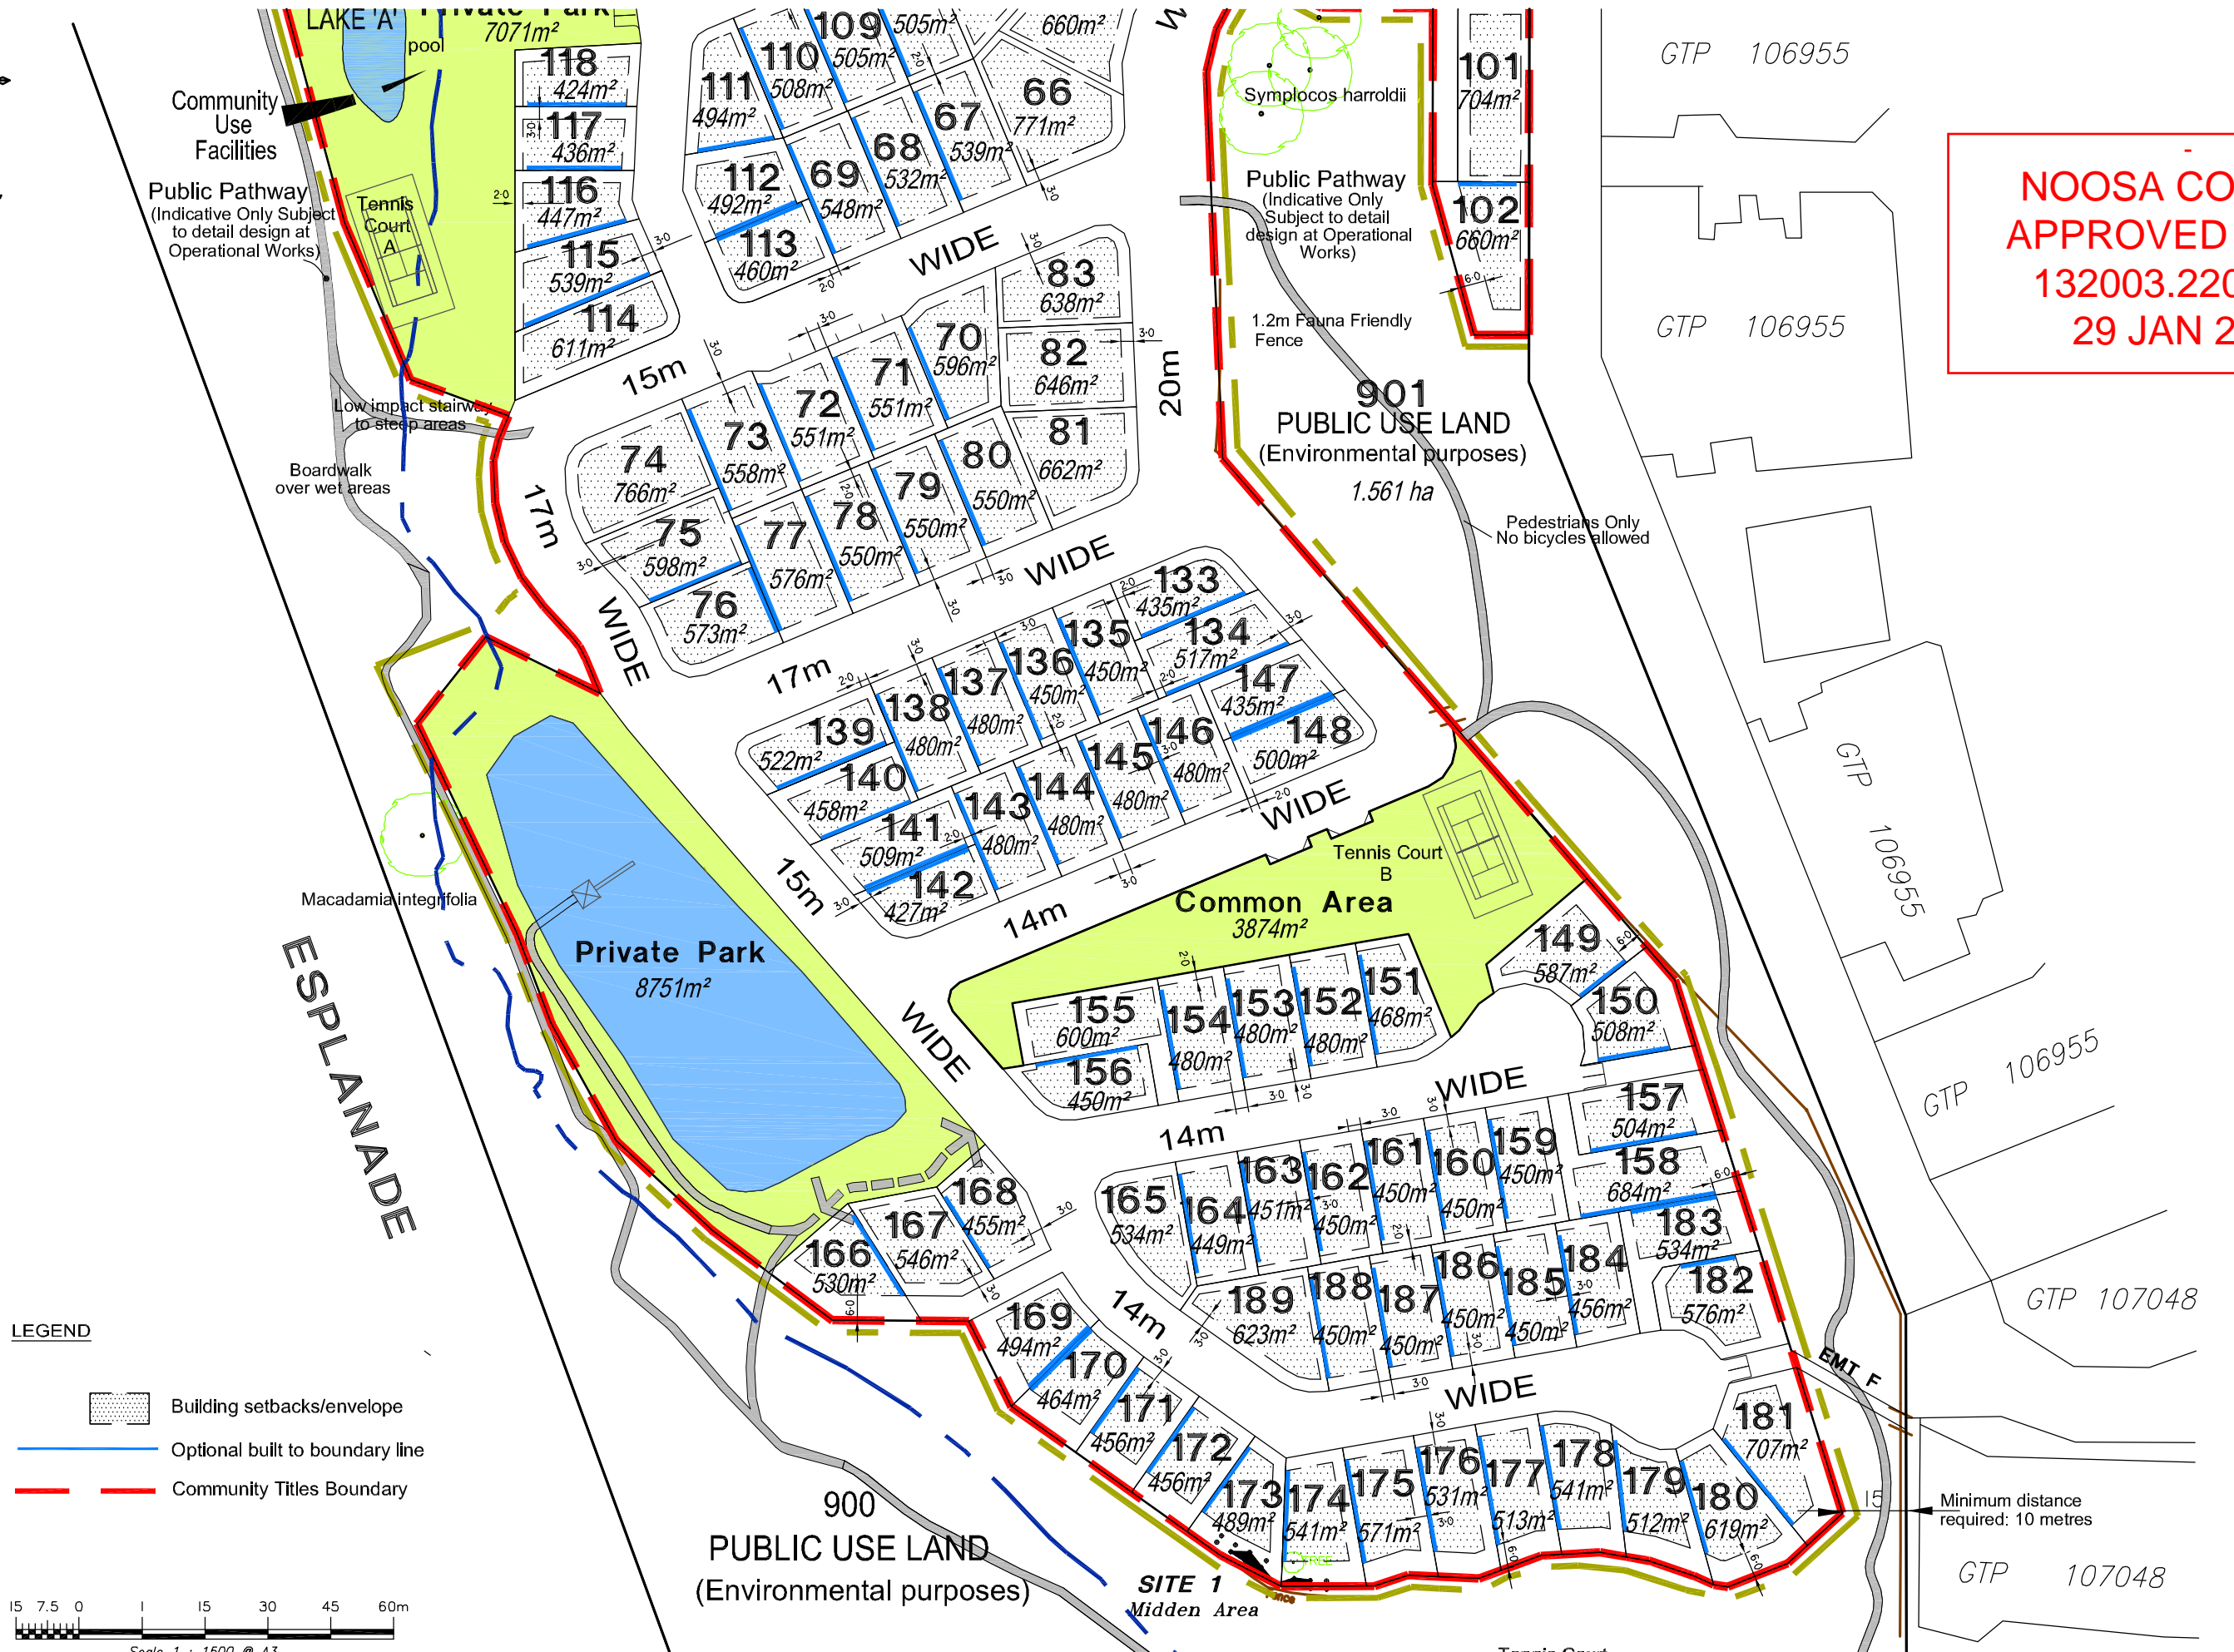 LAKE 'A'
Private Park
7071m²
pool
Community
Use
Facilities
Public Pathway
(Indicative Only Subject
to detail design at
Operational Works)
Tennis
Court
A
118
424m²
117
436m²
116
447m²
115
539m²
114
611m²
109
505m²
505m²
660m²
110
508m²
111
494m²
112
492m²
113
460m²
66
771m²
67
539m²
68
532m²
69
548m²
WIDE
15m
Symplocos harroldii
Public Pathway
(Indicative Only
Subject to detail
design at Operational
Works)
1.2m Fauna Friendly
Fence
101
704m²
102
660m²
GTP 106955
GTP 106955
NOOSA CO
APPROVED
132003.220
29 JAN 2
901
PUBLIC USE LAND
(Environmental purposes)
1.561 ha
Pedestrians Only
No bicycles allowed
20m
83
638m²
82
646m²
81
662m²
70
596m²
71
551m²
72
551m²
73
558m²
74
766m²
75
598m²
76
573m²
77
576m²
78
550m²
79
550m²
80
550m²
Low impact stairway
to steep areas
Boardwalk
over wet areas
17m
WIDE
17m
WIDE
133
435m²
134
517m²
135
450m²
136
450m²
137
480m²
138
480m²
139
522m²
140
458m²
141
509m²
142
427m²
143
480m²
144
480m²
145
480m²
146
480m²
147
435m²
148
500m²
15m
WIDE
14m
WIDE
Macadamia integrifolia
Private Park
8751m²
ESPLANADE
Tennis Court
B
Common Area
3874m²
GTP 106955
GTP 106955
149
587m²
150
508m²
151
468m²
152
480m²
153
480m²
154
480m²
155
600m²
156
450m²
14m
WIDE
157
504m²
158
684m²
159
450m²
160
450m²
161
450m²
162
450m²
163
451m²
164
449m²
165
534m²
166
530m²
167
546m²
168
455m²
183
534m²
182
576m²
184
456m²
185
450m²
186
450m²
187
450m²
188
450m²
189
623m²
14m
WIDE
169
494m²
170
464m²
171
456m²
172
456m²
173
489m²
174
541m²
175
571m²
176
531m²
177
513m²
178
541m²
179
512m²
180
619m²
181
707m²
EMT F
GTP 107048
15
Minimum distance
required: 10 metres
GTP 107048
TREE
SITE 1
Midden Area
900
PUBLIC USE LAND
(Environmental purposes)
LEGEND
Building setbacks/envelope
Optional built to boundary line
Community Titles Boundary
15 7.5 0 15 30 45 60m
Scale 1 : 1500 @ A3
Tennis Court